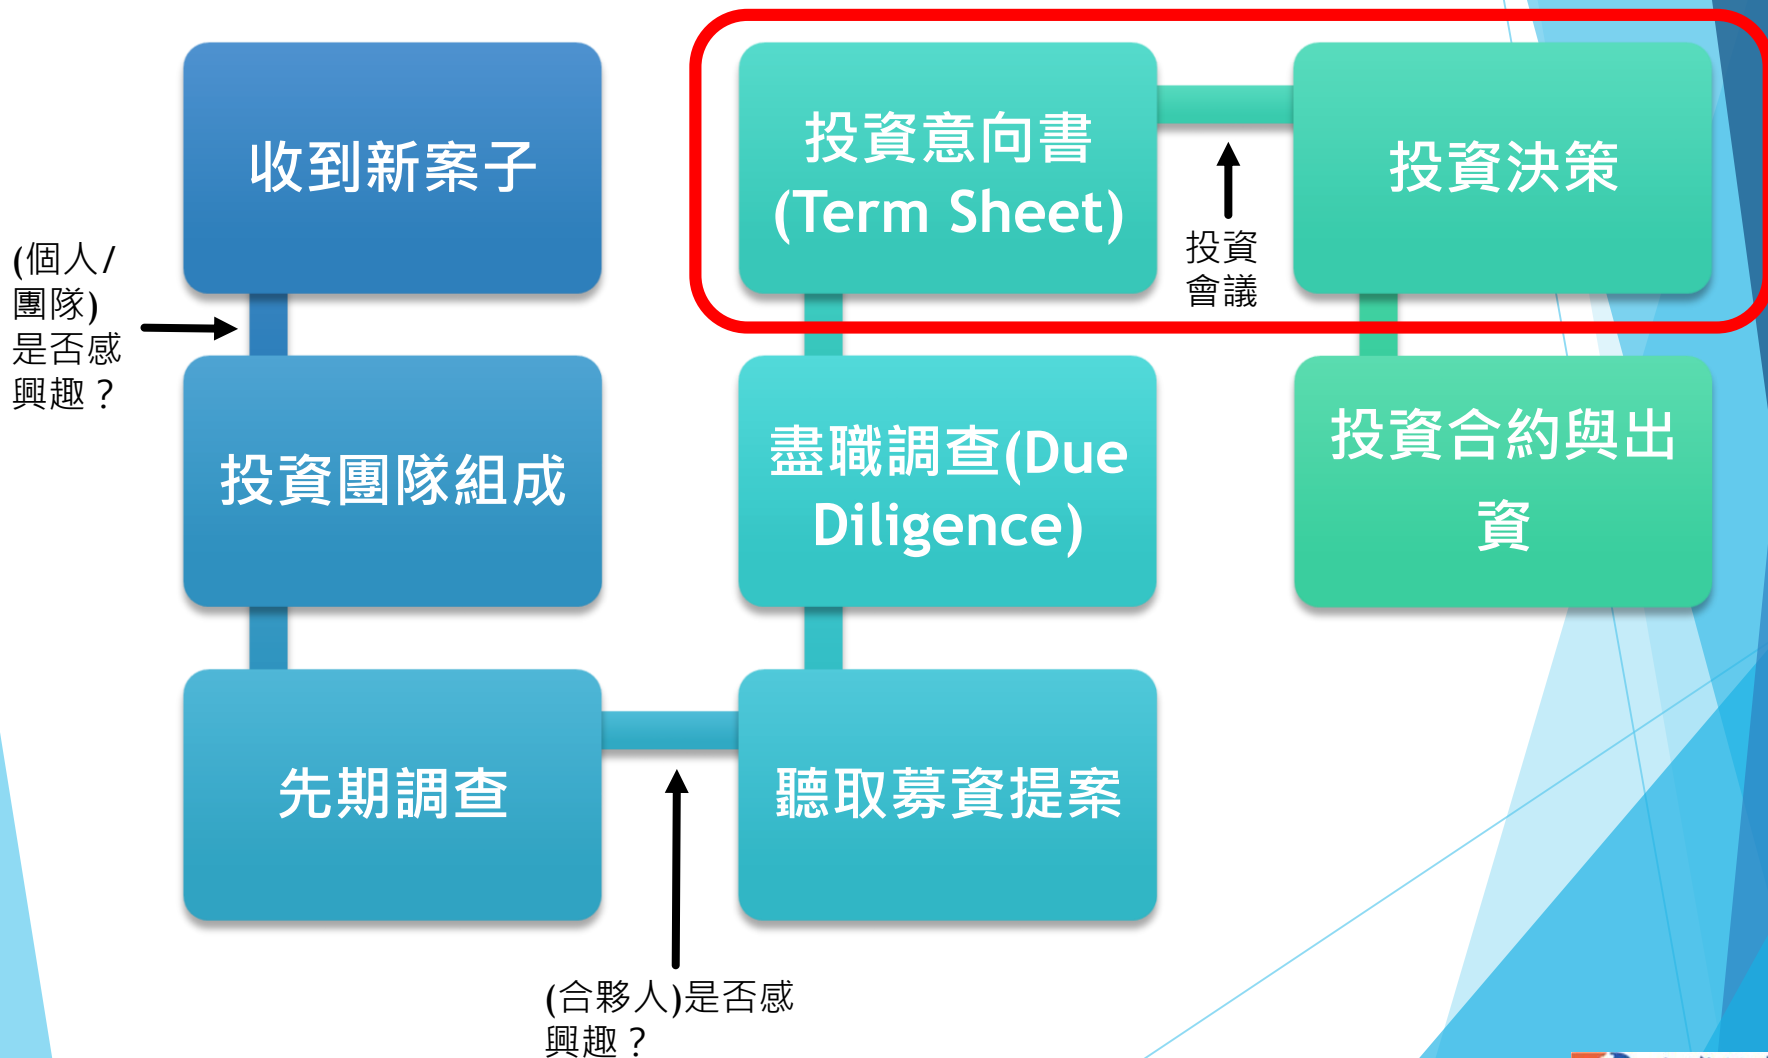 收到新案子
(個人/
團隊)
是否感
興趣？
投資團隊組成
先期調查
(合夥人)是否感
興趣？
聽取募資提案
盡職調查(Due
Diligence)
投資意向書
(Term Sheet)
投資
會議
投資決策
投資合約與出
資